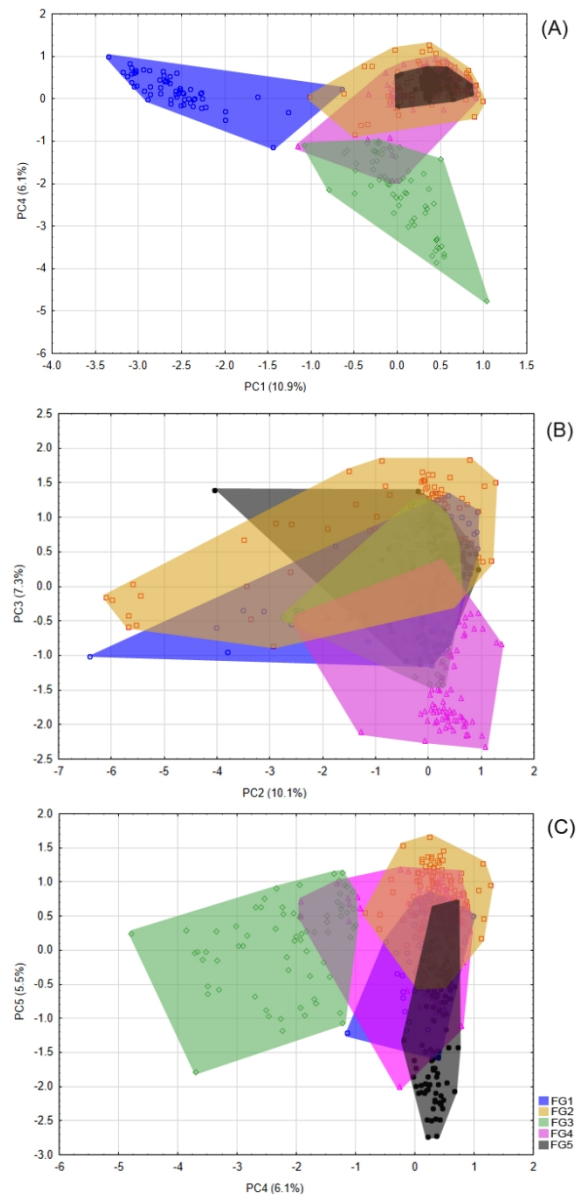 (A)
2
1
0
-1
-2
-3
-4
-5
-6
PC4 (6.1%)
-4.0 -3.5 -3.0 -2.5 -2.0 -1.5 -1.0 -0.5 0.0 0.5 1.0 1.5
PC1 (10.9%)
(B)
2.5
2.0
1.5
1.0
0.5
0.0
-0.5
-1.0
-1.5
-2.0
-2.5
PC3 (7.3%)
-7 -6 -5 -4 -3 -2 -1 0 1 2
PC2 (10.1%)
(C)
2.0
1.5
1.0
0.5
0.0
-0.5
-1.0
-1.5
-2.0
-2.5
-3.0
PC5 (5.5%)
-6 -5 -4 -3 -2 -1 0 1 2
PC4 (6.1%)
FG1
FG2
FG3
FG4
FG5